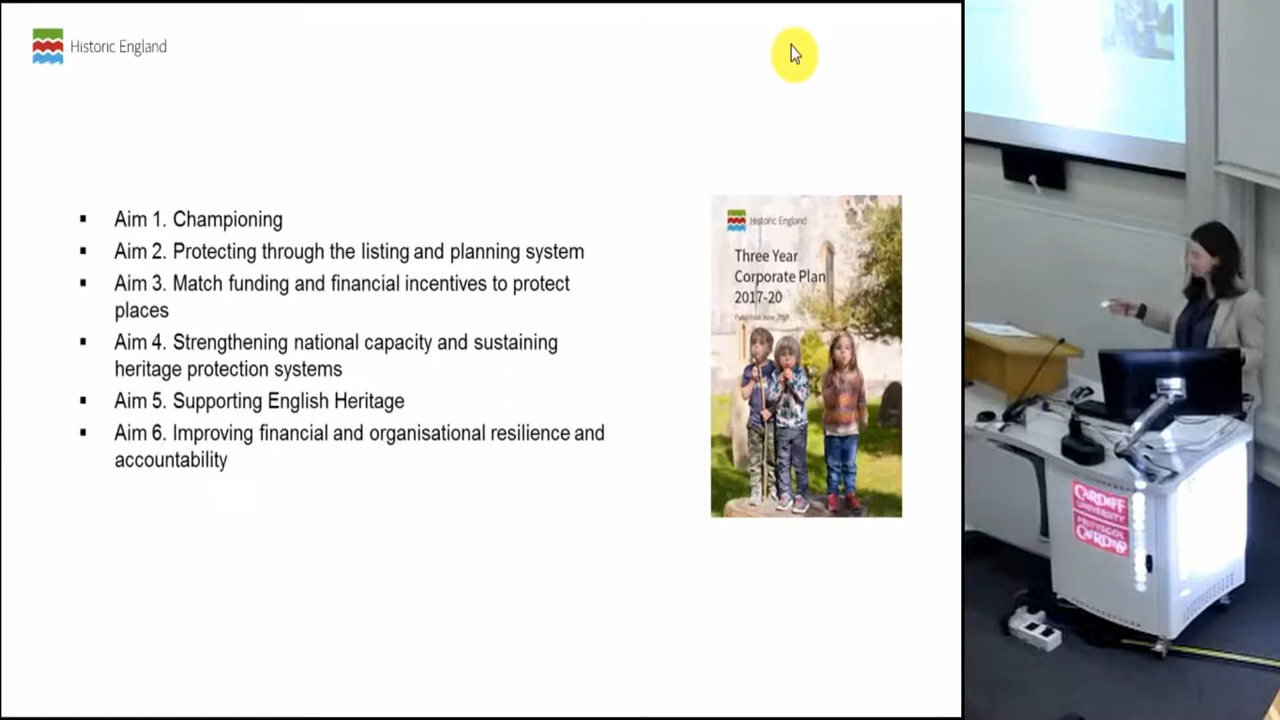 Historic England
Aim 1. Championing
Aim 2. Protecting through the listing and planning system
Aim 3. Match funding and financial incentives to protect
places
Aim 4. Strengthening national capacity and sustaining
heritage protection systems
Aim 5. Supporting English Heritage
Aim 6. Improving financial and organisational resilience and
accountability
Historic England
Three Year
Corporate Plan
2017-20
Published June 2017
CARDIFF
UNIVERSITY
PRIFYSGOL
CAERDYDD